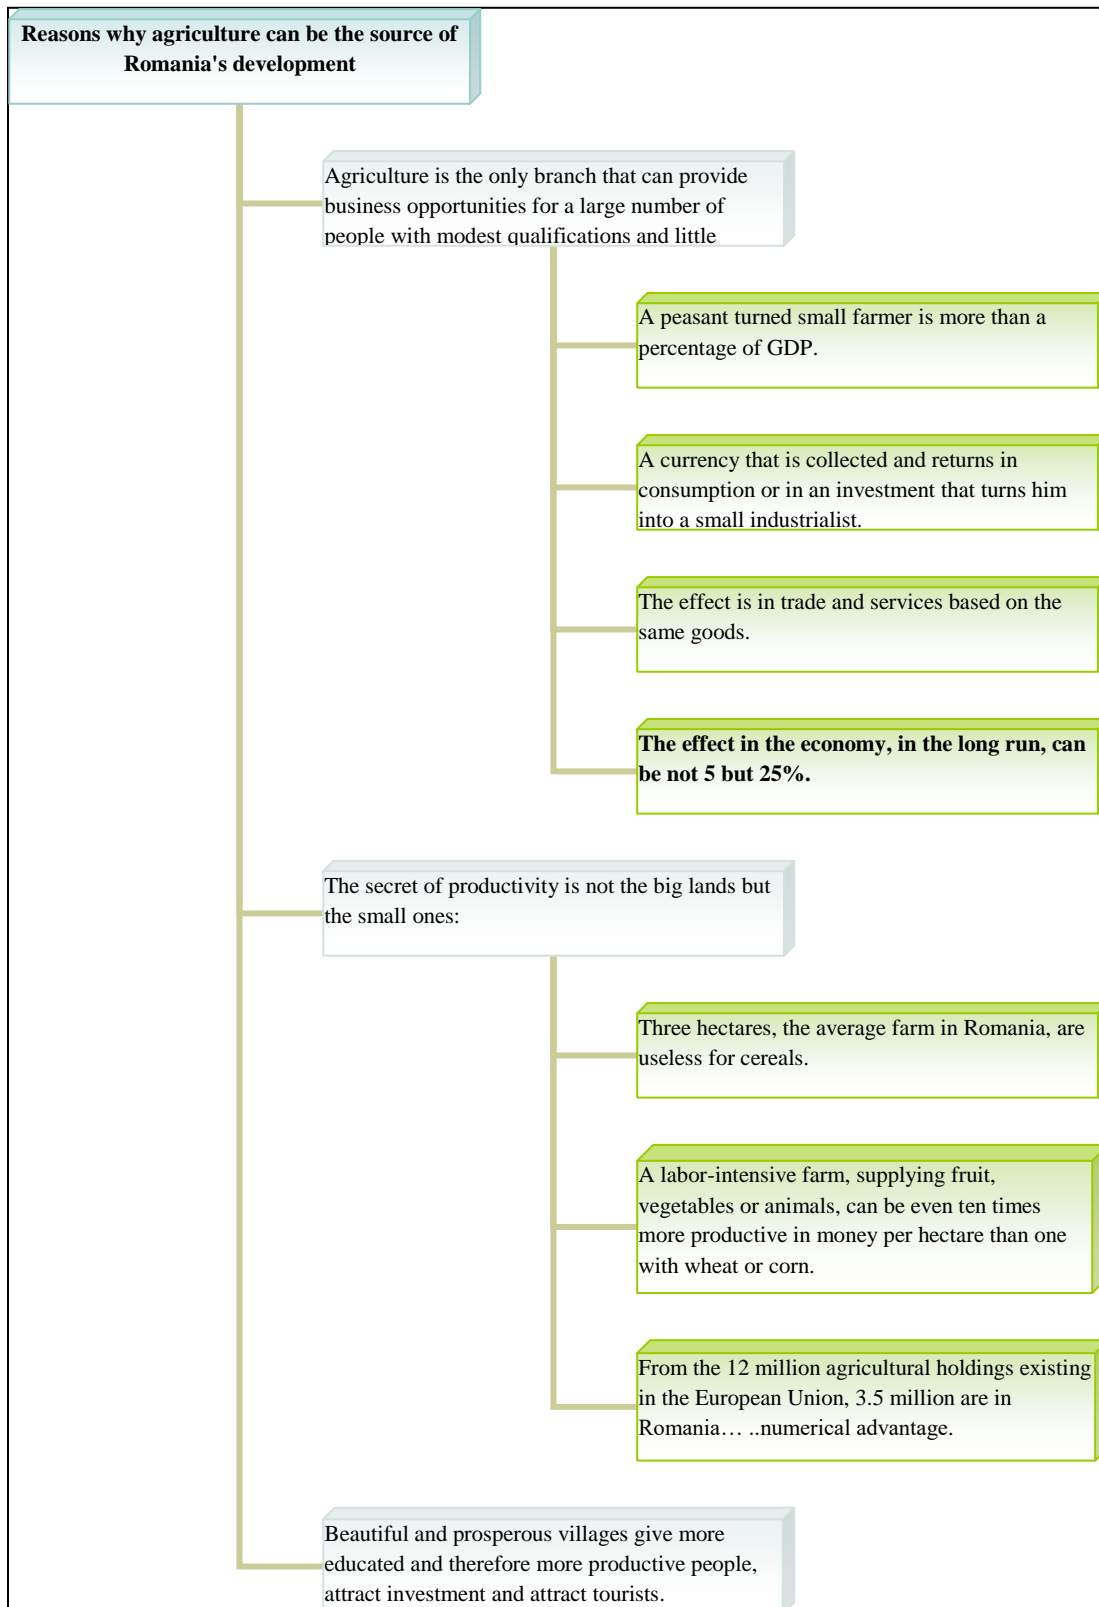 Reasons why agriculture can be the source of
Romania's development
Agriculture is the only branch that can provide
business opportunities for a large number of
people with modest qualifications and little
A peasant turned small farmer is more than a
percentage of GDP.
A currency that is collected and returns in
consumption or in an investment that turns him
into a small industrialist.
The effect is in trade and services based on the
same goods.
The effect in the economy, in the long run, can
be not 5 but 25%.
The secret of productivity is not the big lands but
the small ones:
Three hectares, the average farm in Romania, are
useless for cereals.
A labor-intensive farm, supplying fruit,
vegetables or animals, can be even ten times
more productive in money per hectare than one
with wheat or corn.
From the 12 million agricultural holdings existing
in the European Union, 3.5 million are in
Romania… ..numerical advantage.
Beautiful and prosperous villages give more
educated and therefore more productive people,
attract investment and attract tourists.